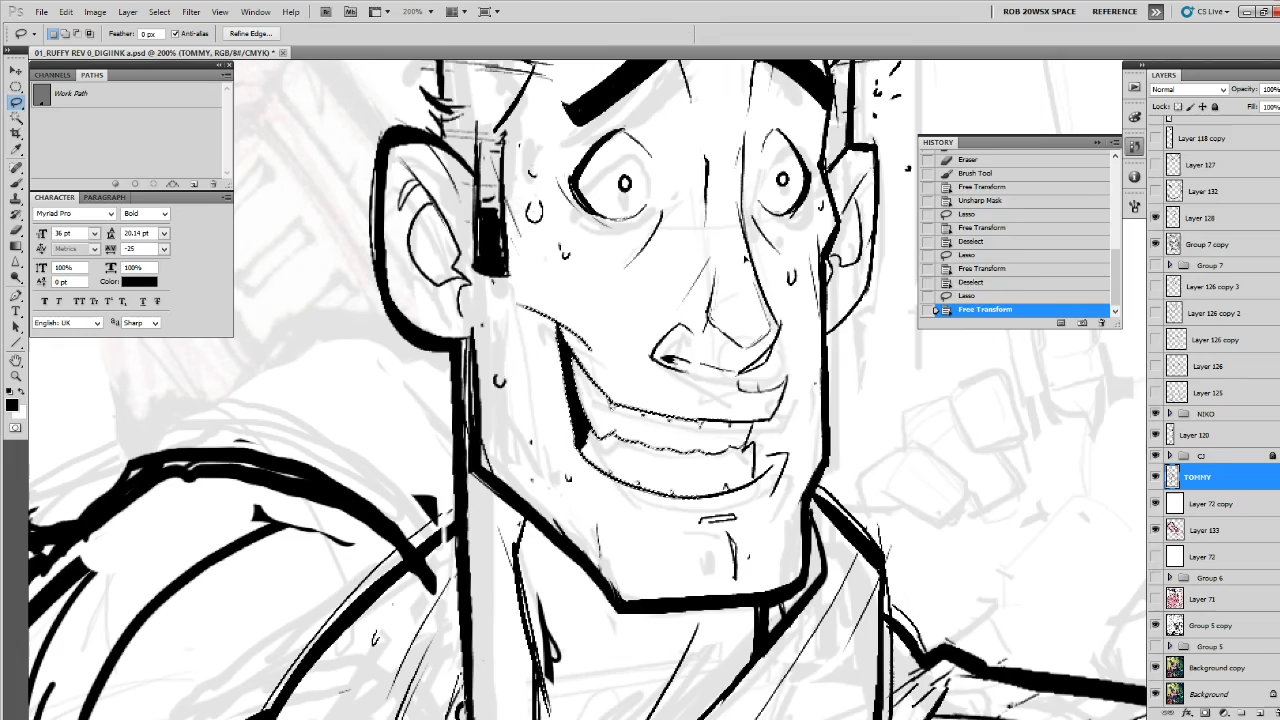 Ps File Edit Image Layer Select Filter View Window Help Br Mb 200% ROB 20WSX SPACE REFERENCE CS Live
Feather: 0 px Anti-alias Refine Edge...
01_RUFFY REV 0_DIGIINK a.psd @ 200% (TOMMY, RGB/8#/CMYK) *
CHANNELS PATHS
Work Path
CHARACTER PARAGRAPH
Myriad Pro Bold
36 pt 20.14 pt
Metrics -25
100% 100%
0 pt Color:
T T TT Tr T' T, T T
English: UK Sharp
HISTORY
Eraser
Brush Tool
Free Transform
Unsharp Mask
Lasso
Free Transform
Deselect
Lasso
Free Transform
Deselect
Lasso
Free Transform
LAYERS
Normal Opacity: 100%
Lock: Fill: 100%
Layer 118 copy
Layer 127
Layer 132
Layer 128
Group 7 copy
Group 7
Layer 126 copy 3
Layer 126 copy 2
Layer 126 copy
Layer 126
Layer 125
NIKO
Layer 120
CJ
TOMMY
Layer 72 copy
Layer 133
Layer 72
Group 6
Layer 71
Group 5 copy
Group 5
Background copy
Background